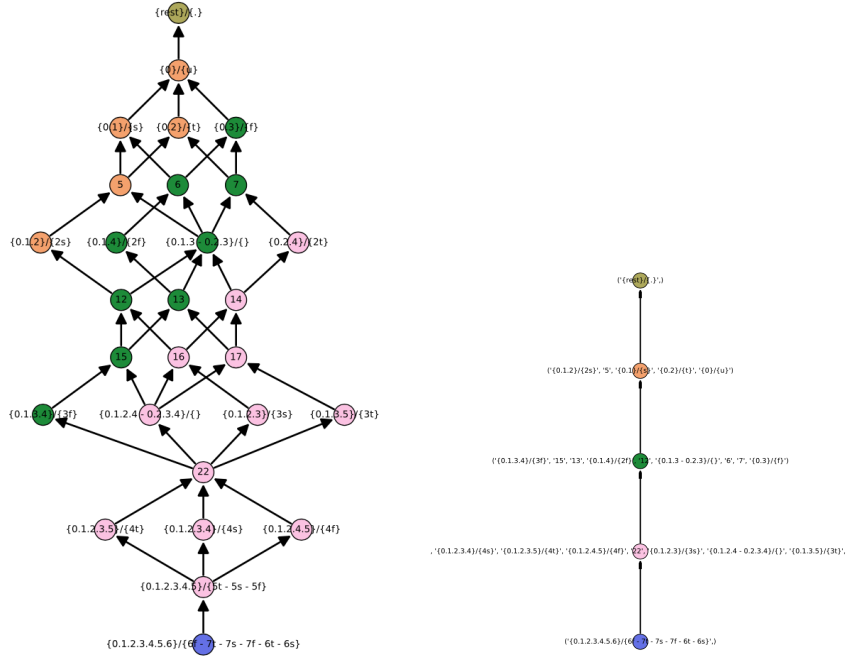 {rest}/{.}
{0}/{u}
{0.1}/{s} {0.2}/{t} {0.3}/{f}
5 6 7
{0.1.2}/{2s} {0.1.4}/{2f} {0.1.3 - 0.2.3}/{} {0.2.4}/{2t}
12 13 14
15 16 17
{0.1.3.4}/{3f} {0.1.2.4 - 0.2.3.4}/{} {0.1.2.3}/{3s} {0.1.3.5}/{3t}
22
{0.1.2.3.5}/{4t} {0.1.2.3.4}/{4s} {0.1.2.4.5}/{4f}
{0.1.2.3.4.5}/{5t - 5s - 5f}
{0.1.2.3.4.5.6}/{6f - 7t - 7s - 7f - 6t - 6s}
('{rest}/{.}',)
('{0.1.2}/{2s}', '5', '{0.1}/{s}', '{0.2}/{t}', '{0}/{u}')
('{0.1.3.4}/{3f}', '15', '13', '{0.1.4}/{2f}', '12', '{0.1.3 - 0.2.3}/{}', '6', '7', '{0.3}/{f}')
, '{0.1.2.3.4}/{4s}', '{0.1.2.3.5}/{4t}', '{0.1.2.4.5}/{4f}', '22', '{0.1.2.3}/{3s}', '{0.1.2.4 - 0.2.3.4}/{}', '{0.1.3.5}/{3t}',
('{0.1.2.3.4.5.6}/{6f - 7t - 7s - 7f - 6t - 6s}',)